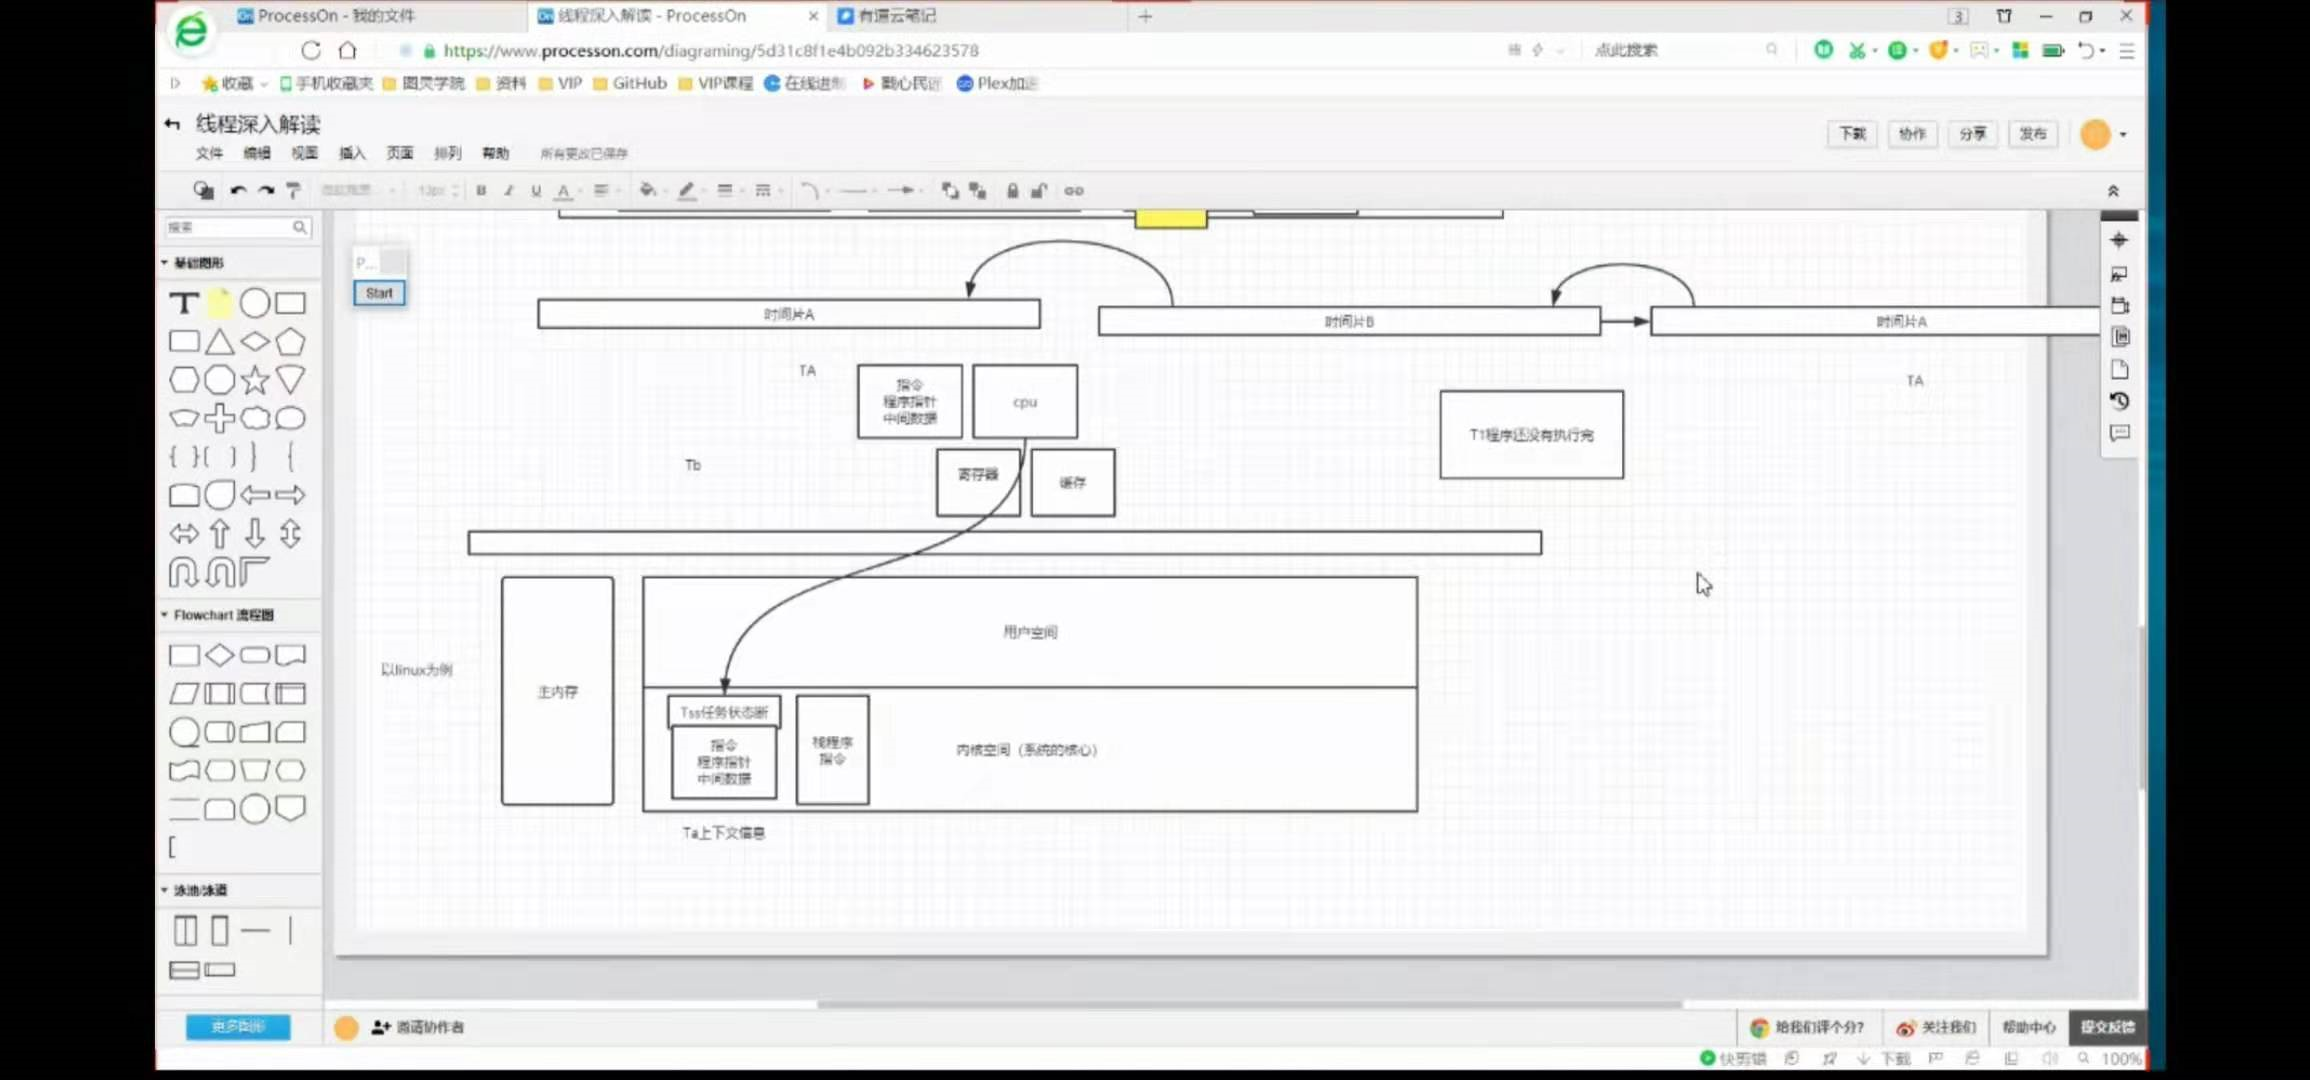 ProcessOn - 我的文件
线程深入解读 - ProcessOn
有道云笔记
3
https://www.processon.com/diagraming/5d31c8f1e4b092b334623578
点此搜索
收藏
手机收藏夹
图灵学院
资料
VIP
GitHub
VIP课程
在线进制
戳心民谣
Plex加速
线程深入解读
下载
协作
分享
发布
文件
编辑
视图
插入
页面
排列
帮助
所有更改已保存
13px
B
I
U
A
搜索
基础图形
P...
Start
时间片A
时间片B
时间片A
TA
指令
程序指针
中间数据
cpu
TA
T1程序还没有执行完
Tb
寄存器
缓存
Flowchart 流程图
用户空间
以linux为例
主内存
Tss任务状态断
指令
程序指针
中间数据
栈程序
指令
内核空间（系统的核心）
Ta上下文信息
泳池/泳道
更多图形
邀请协作者
给我们评个分?
关注我们
帮助中心
提交反馈
快剪辑
下载
100%